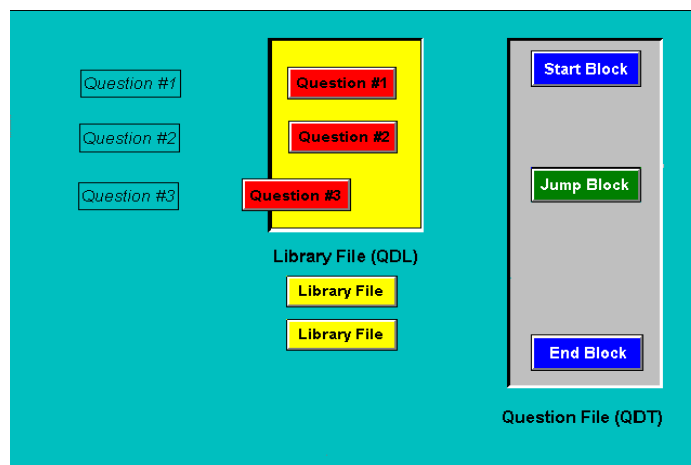 Question #1
Question #2
Question #3
Question #1
Question #2
Question #3
Library File (QDL)
Library File
Library File
Start Block
Jump Block
End Block
Question File (QDT)